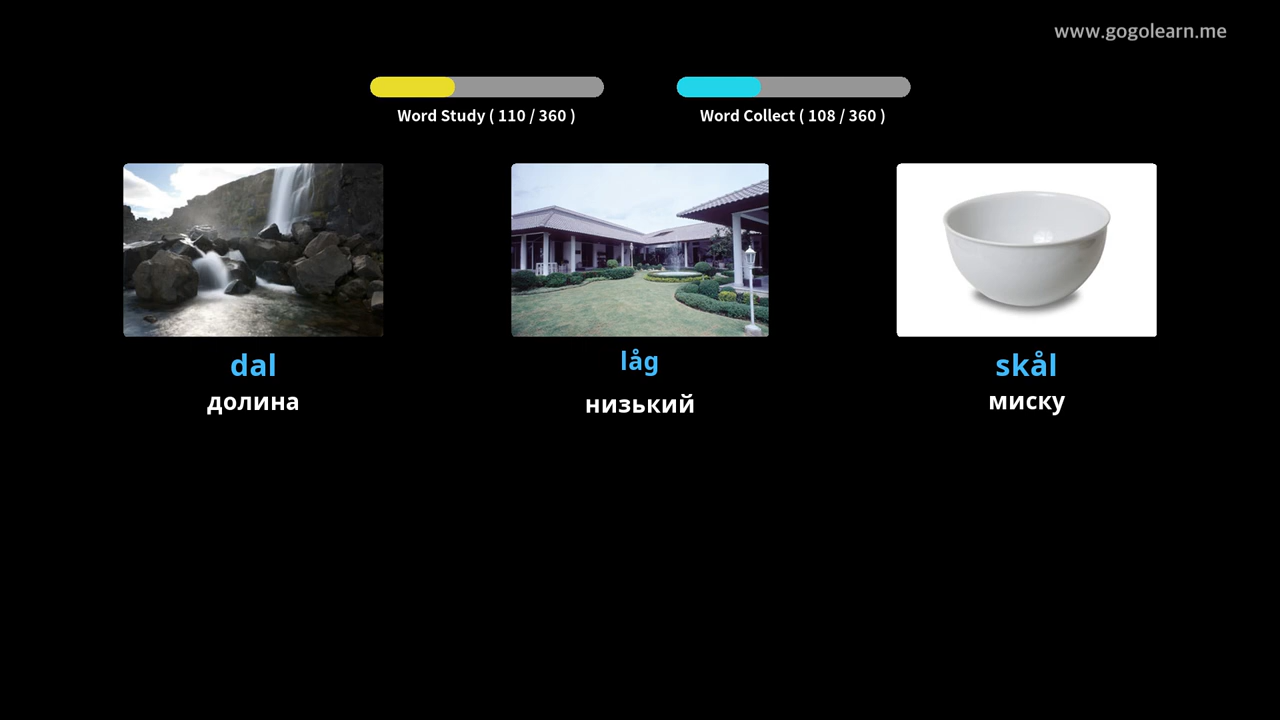 www.gogolearn.me
Word Study ( 110 / 360 )
Word Collect ( 108 / 360 )
dal
долина
låg
низький
skål
миску